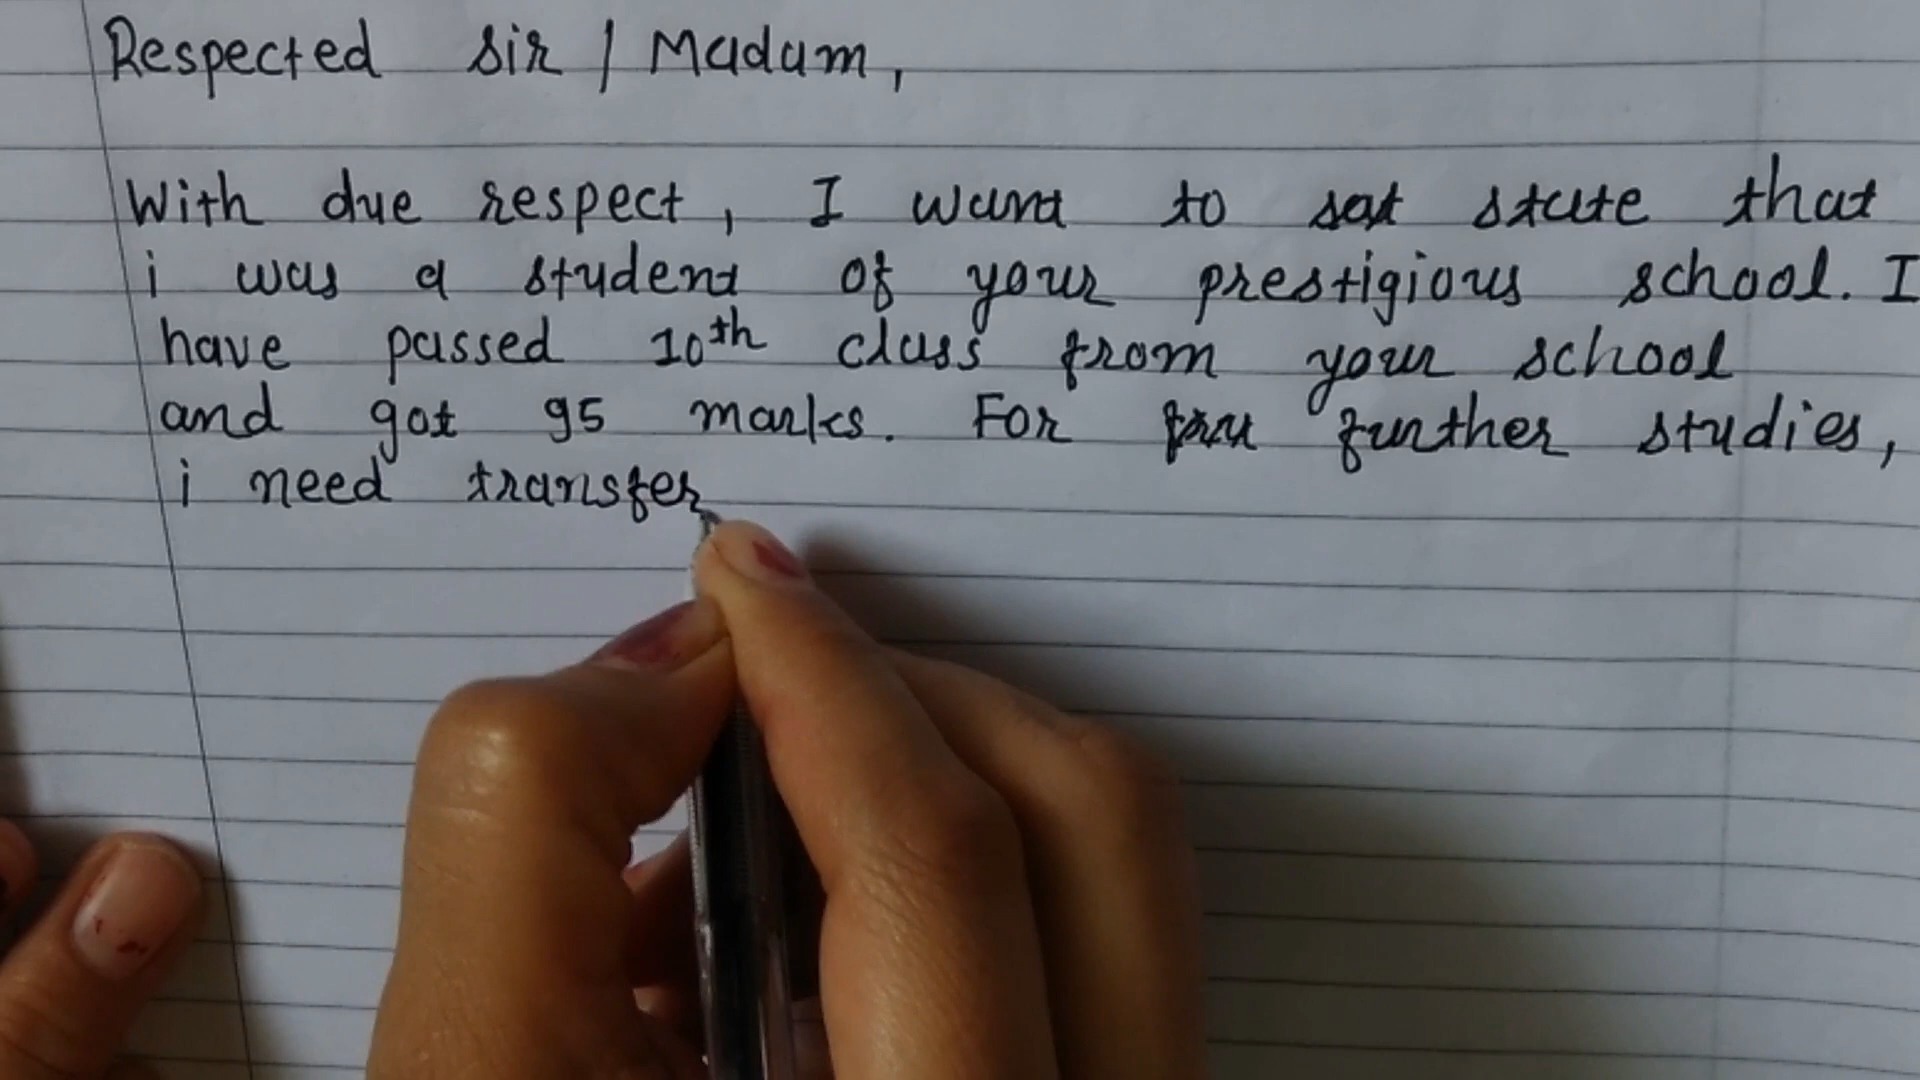 Respected sir / Madam,
With due respect, I want to sat state that
i was a student of your prestigious school. I
have passed 10th class from your school
and got 95 marks. For further studies,
i need transfer